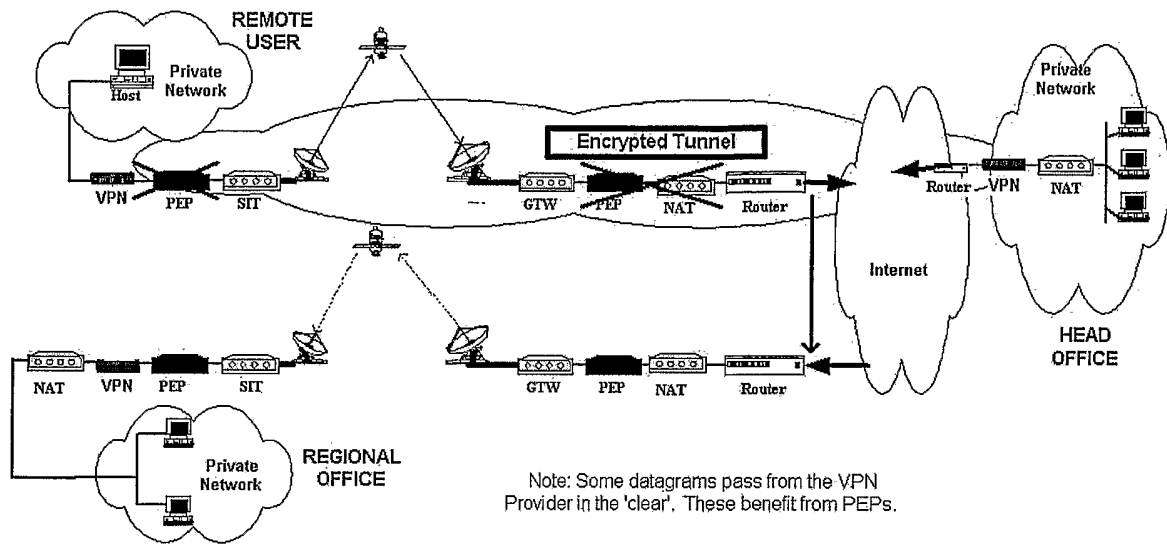 REMOTE
USER
Private
Network
Host
Private
Network
Encrypted Tunnel
VPN
PEP
SIT
GTW
PEP
NAT
Router
Router
VPN
NAT
Internet
HEAD
OFFICE
NAT
VPN
PEP
SIT
GTW
PEP
NAT
Router
Private
Network
REGIONAL
OFFICE
Note: Some datagrams pass from the VPN
Provider in the 'clear'. These benefit from PEPs.